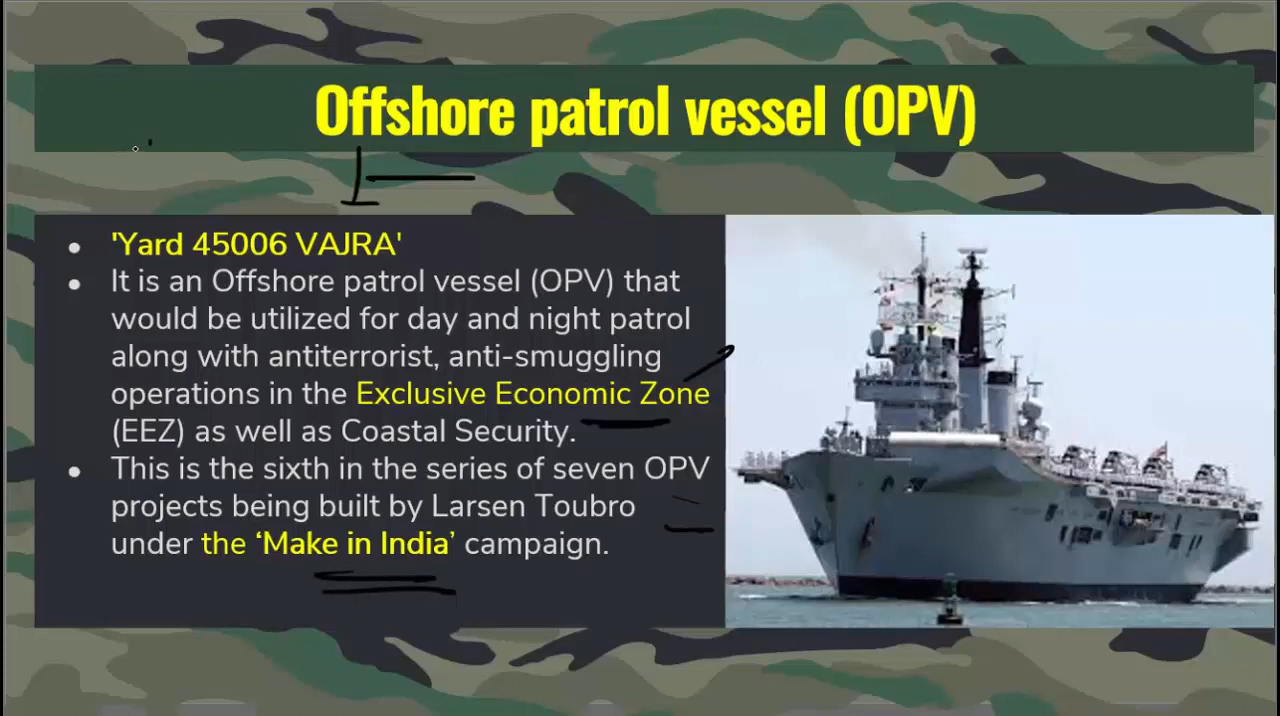 Offshore patrol vessel (OPV)
'Yard 45006 VAJRA'
It is an Offshore patrol vessel (OPV) that
would be utilized for day and night patrol
along with antiterrorist, anti-smuggling
operations in the Exclusive Economic Zone
(EEZ) as well as Coastal Security.
This is the sixth in the series of seven OPV
projects being built by Larsen Toubro
under the ‘Make in India’ campaign.